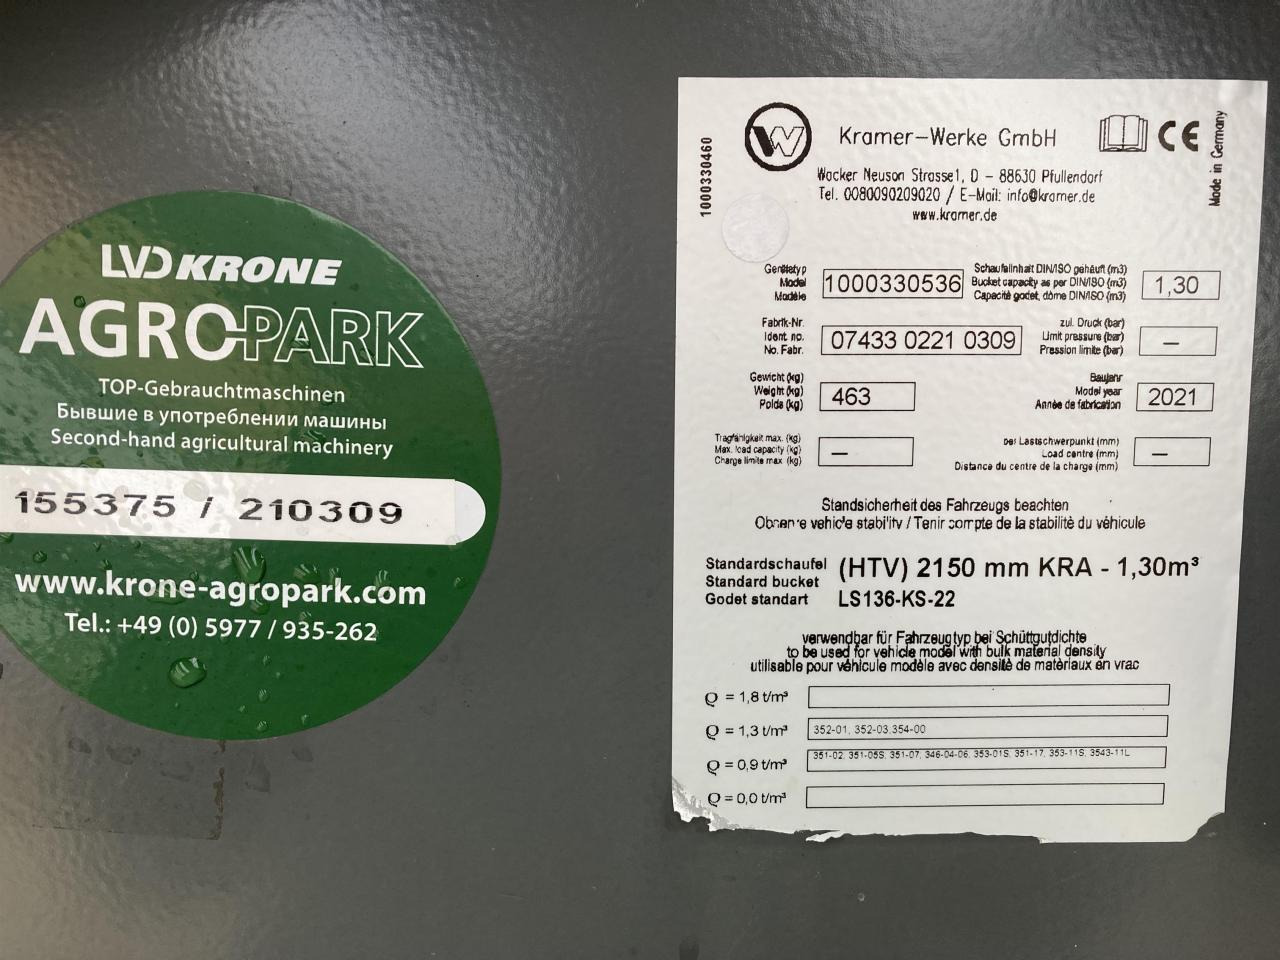 LVD KRONE
AGROPARK
TOP-Gebrauchtmaschinen
Бывшие в употреблении машины
Second-hand agricultural machinery
155375 / 210309
www.krone-agropark.com
Tel.: +49 (0) 5977 / 935-262
1000330460
Kramer-Werke GmbH
CE
Made in Germany
Wacker Neuson Strasse1, D - 88630 Pfullendorf
Tel. 0080090209020 / E-Mail: info@kramer.de
www.kramer.de
Gerätetyp
Model
Modèle
1000330536
Schaufelinhalt DIN/ISO gehäuft (m3)
Bucket capacity as per DIN/ISO (m3)
Capacité godet, dôme DIN/ISO (m3)
1,30
Fabrik-Nr.
Ident. no.
No. Fabr.
07433 0221 0309
zul. Druck (bar)
Limit pressure (bar)
Pression limite (bar)
–
Gewicht (kg)
Weight (kg)
Poids (kg)
463
Baujahr
Model year
Année de fabrication
2021
Tragfähigkeit max. (kg)
Max. load capacity (kg)
Charge limite max (kg)
–
bei Lastschwerpunkt (mm)
Load centre (mm)
Distance du centre de la charge (mm)
–
Standsicherheit des Fahrzeugs beachten
Observe vehicle stability / Tenir compte de la stabilité du véhicule
Standardschaufel
Standard bucket
Godet standart
(HTV) 2150 mm KRA - 1,30m³
LS136-KS-22
verwendbar für Fahrzeugtyp bei Schüttgutdichte
to be used for vehicle model with bulk material density
utilisable pour véhicule modèle avec densité de matériaux en vrac
ϱ = 1,8 t/m³
ϱ = 1,3 t/m³ 352-01, 352-03,354-00
ϱ = 0,9 t/m³ 351-02, 351-05S, 351-07, 346-04-06, 353-01S, 351-17, 353-11S, 3543-11L
ϱ = 0,0 t/m³